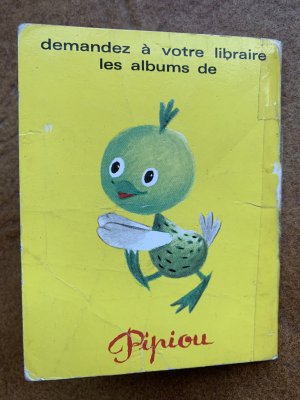 demandez à votre libraire
les albums de
Pipiou